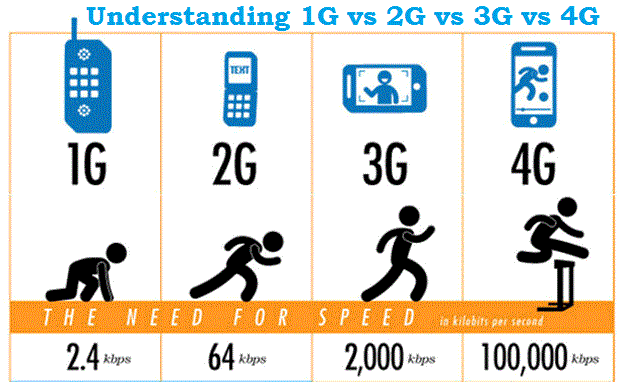 Understanding 1G vs 2G vs 3G vs 4G
TEXT
1G 2G 3G 4G
THE NEED FOR SPEED in kilobits per second
2.4 kbps 64 kbps 2,000 kbps 100,000 kbps